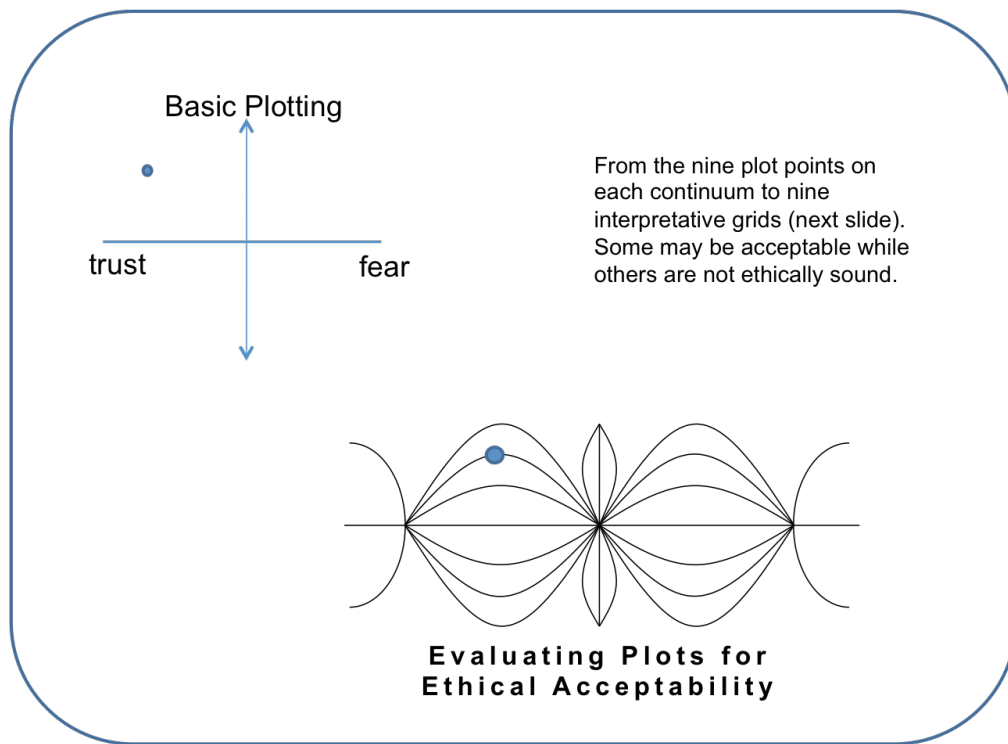 Basic Plotting
trust
fear
From the nine plot points on
each continuum to nine
interpretative grids (next slide).
Some may be acceptable while
others are not ethically sound.
Evaluating Plots for
Ethical Acceptability